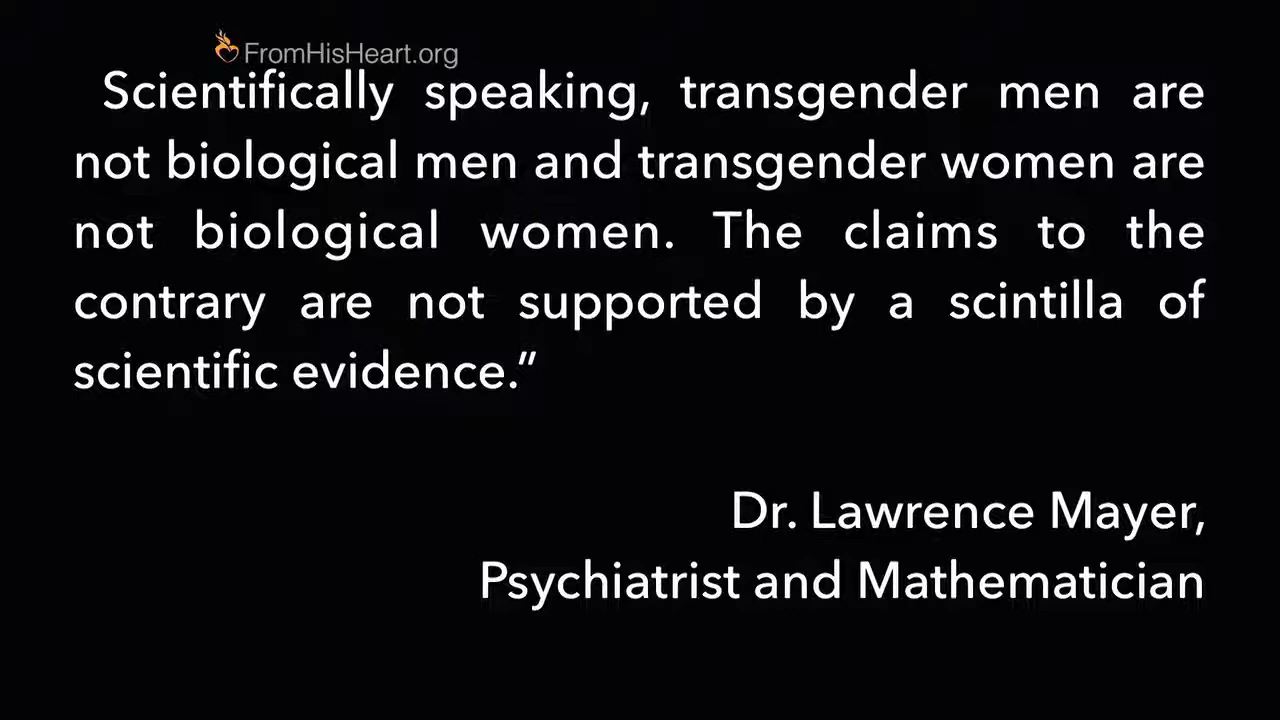 FromHisHeart.org
Scientifically speaking, transgender men are
not biological men and transgender women are
not biological women. The claims to the
contrary are not supported by a scintilla of
scientific evidence.”
Dr. Lawrence Mayer,
Psychiatrist and Mathematician